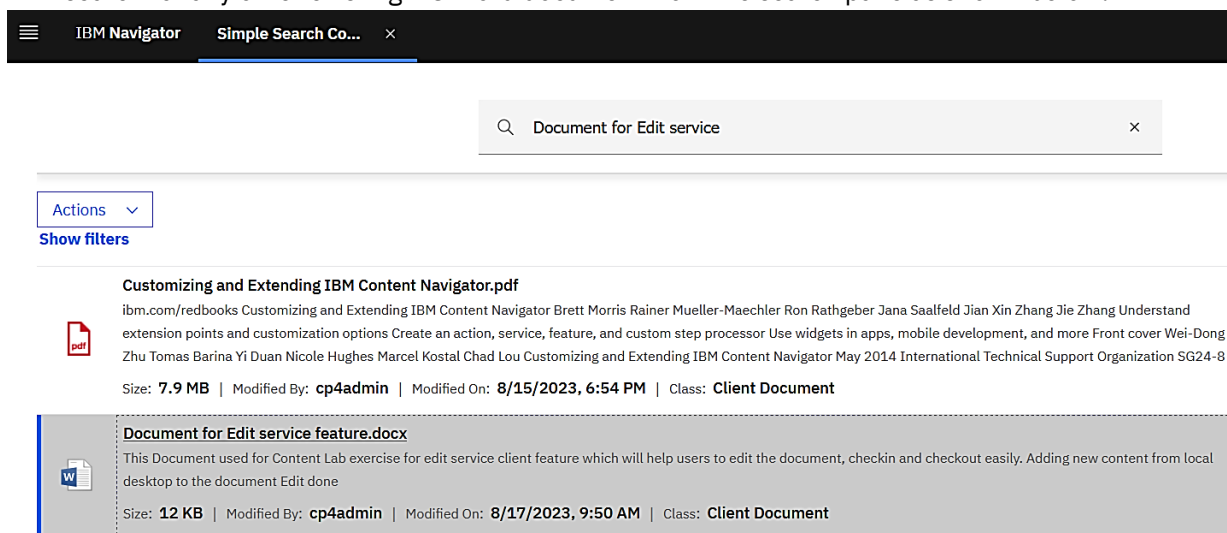 IBM Navigator Simple Search Co... ×
Document for Edit service ×
Actions
Show filters
Customizing and Extending IBM Content Navigator.pdf
ibm.com/redbooks Customizing and Extending IBM Content Navigator Brett Morris Rainer Mueller-Maechler Ron Rathgeber Jana Saalfeld Jian Xin Zhang Jie Zhang Understand
extension points and customization options Create an action, service, feature, and custom step processor Use widgets in apps, mobile development, and more Front cover Wei-Dong
pdf
Zhu Tomas Barina Yi Duan Nicole Hughes Marcel Kostal Chad Lou Customizing and Extending IBM Content Navigator May 2014 International Technical Support Organization SG24-8
Size: 7.9 MB | Modified By: cp4admin | Modified On: 8/15/2023, 6:54 PM | Class: Client Document
Document for Edit service feature.docx
This Document used for Content Lab exercise for edit service client feature which will help users to edit the document, checkin and checkout easily. Adding new content from local
W
desktop to the document Edit done
Size: 12 KB | Modified By: cp4admin | Modified On: 8/17/2023, 9:50 AM | Class: Client Document